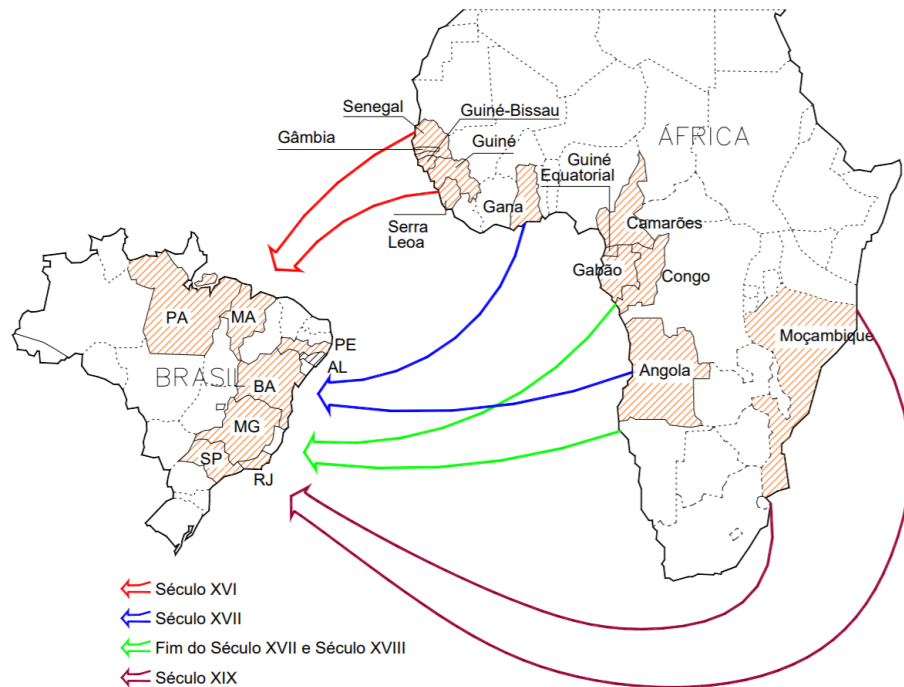 Senegal
Guiné-Bissau
Gâmbia
Guiné
ÁFRICA
Guiné
Equatorial
Gana
Serra
Leoa
Camarões
Gabão
Congo
PA
MA
Moçambique
PE
AL
BRASIL
BA
Angola
MG
SP
RJ
Século XVI
Século XVII
Fim do Século XVII e Século XVIII
Século XIX